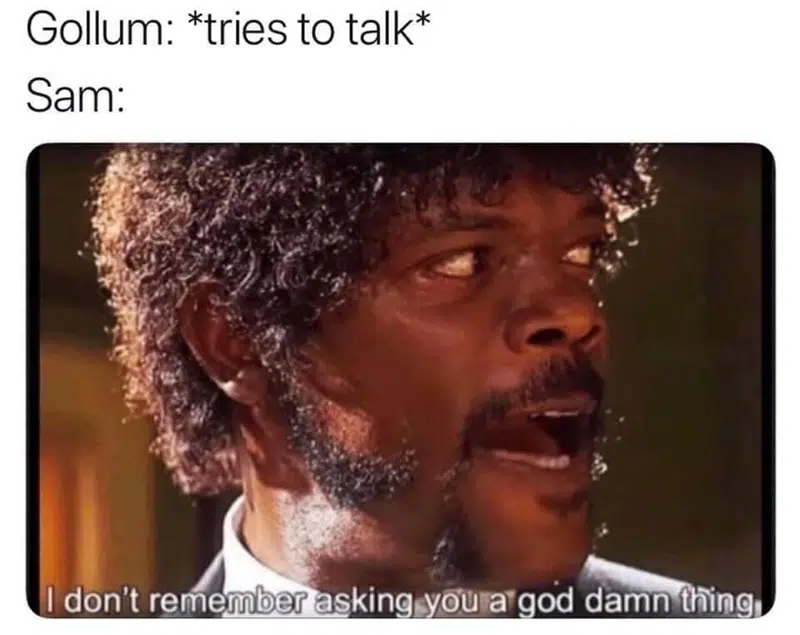 Gollum: *tries to talk*
Sam:
I don't remember asking you a god damn thing